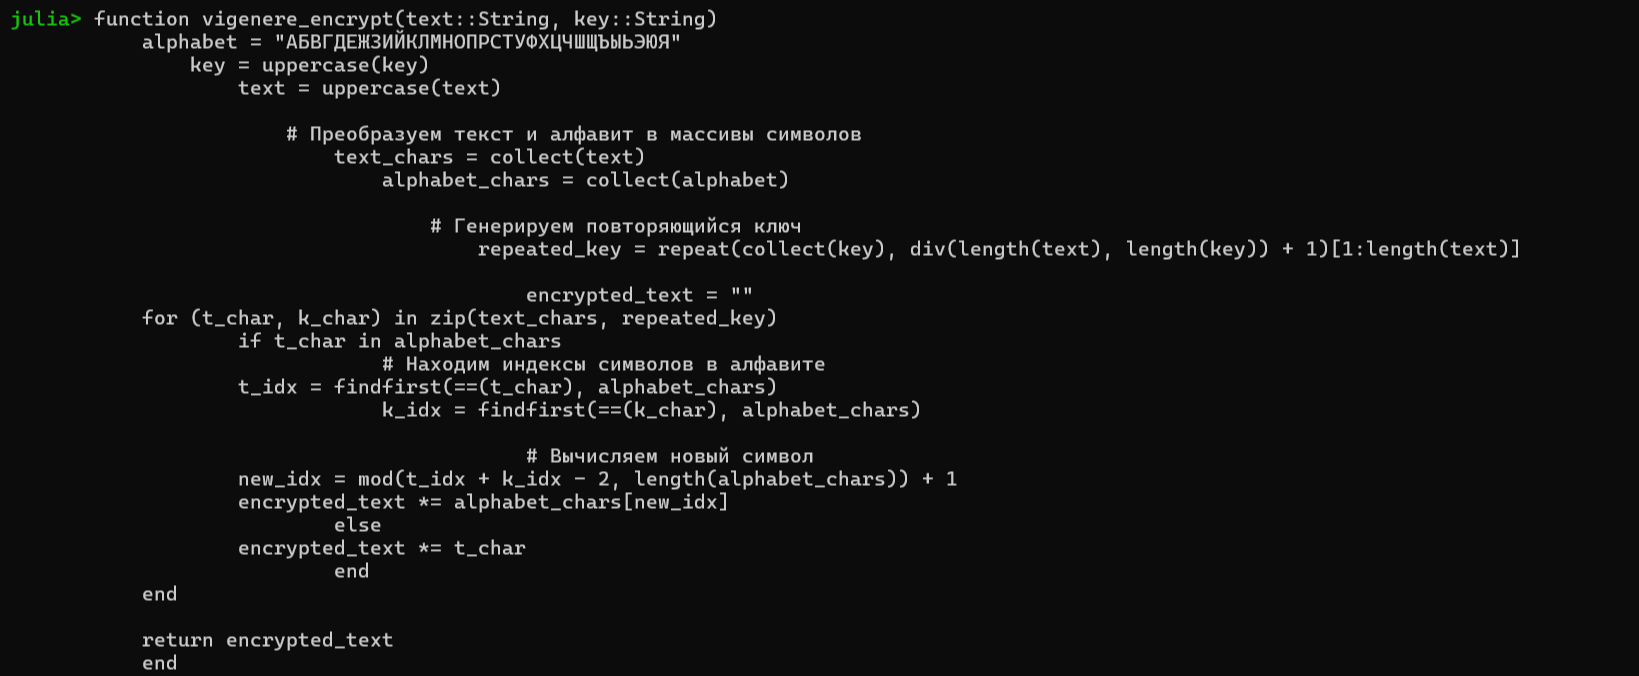 julia> function vigenere_encrypt(text::String, key::String)
alphabet = "АБВГДЕЖЗИЙКЛМНОПРСТУФХЦЧШЩЪЫЬЭЮЯ"
key = uppercase(key)
text = uppercase(text)
# Преобразуем текст и алфавит в массивы символов
text_chars = collect(text)
alphabet_chars = collect(alphabet)
# Генерируем повторяющийся ключ
repeated_key = repeat(collect(key), div(length(text), length(key)) + 1)[1:length(text)]
encrypted_text = ""
for (t_char, k_char) in zip(text_chars, repeated_key)
if t_char in alphabet_chars
# Находим индексы символов в алфавите
t_idx = findfirst(==(t_char), alphabet_chars)
k_idx = findfirst(==(k_char), alphabet_chars)
# Вычисляем новый символ
new_idx = mod(t_idx + k_idx - 2, length(alphabet_chars)) + 1
encrypted_text *= alphabet_chars[new_idx]
else
encrypted_text *= t_char
end
end
return encrypted_text
end